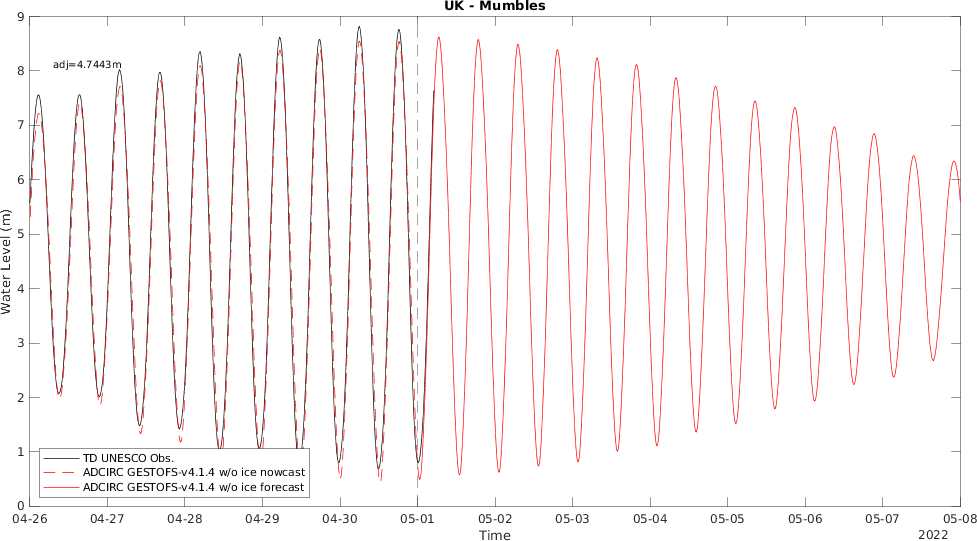 UK - Mumbles
9
8
7
6
5
4
3
2
1
0
Water Level (m)
adj=4.7443m
TD UNESCO Obs.
ADCIRC GESTOFS-v4.1.4 w/o ice nowcast
ADCIRC GESTOFS-v4.1.4 w/o ice forecast
04-26 04-27 04-28 04-29 04-30 05-01 05-02 05-03 05-04 05-05 05-06 05-07 05-08
Time
2022